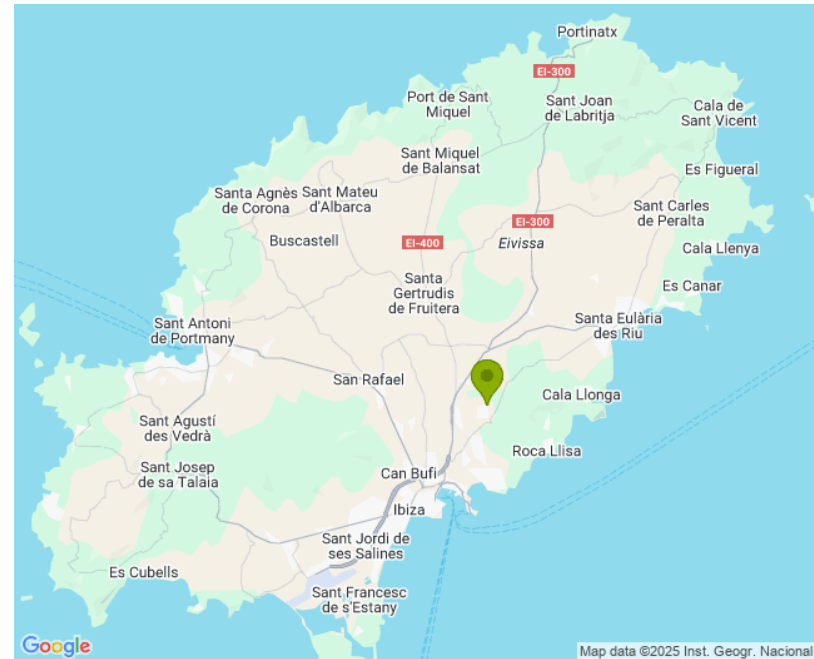 Portinatx
EI-300
Port de Sant
Miquel
Sant Joan
de Labritja
Cala de
Sant Vicent
Sant Miquel
de Balansat
Es Figueral
Santa Agnès
de Corona
Sant Mateu
d'Albarca
Sant Carles
de Peralta
EI-300
Buscastell
EI-400
Eivissa
Cala Llenya
Santa
Gertrudis
de Fruitera
Es Canar
Sant Antoni
de Portmany
Santa Eulària
des Riu
San Rafael
Cala Llonga
Sant Agustí
des Vedrà
Roca Llisa
Sant Josep
de sa Talaia
Can Bufi
Ibiza
Sant Jordi de
ses Salines
Es Cubells
Sant Francesc
de s'Estany
Google
Map data ©2025 Inst. Geogr. Nacional